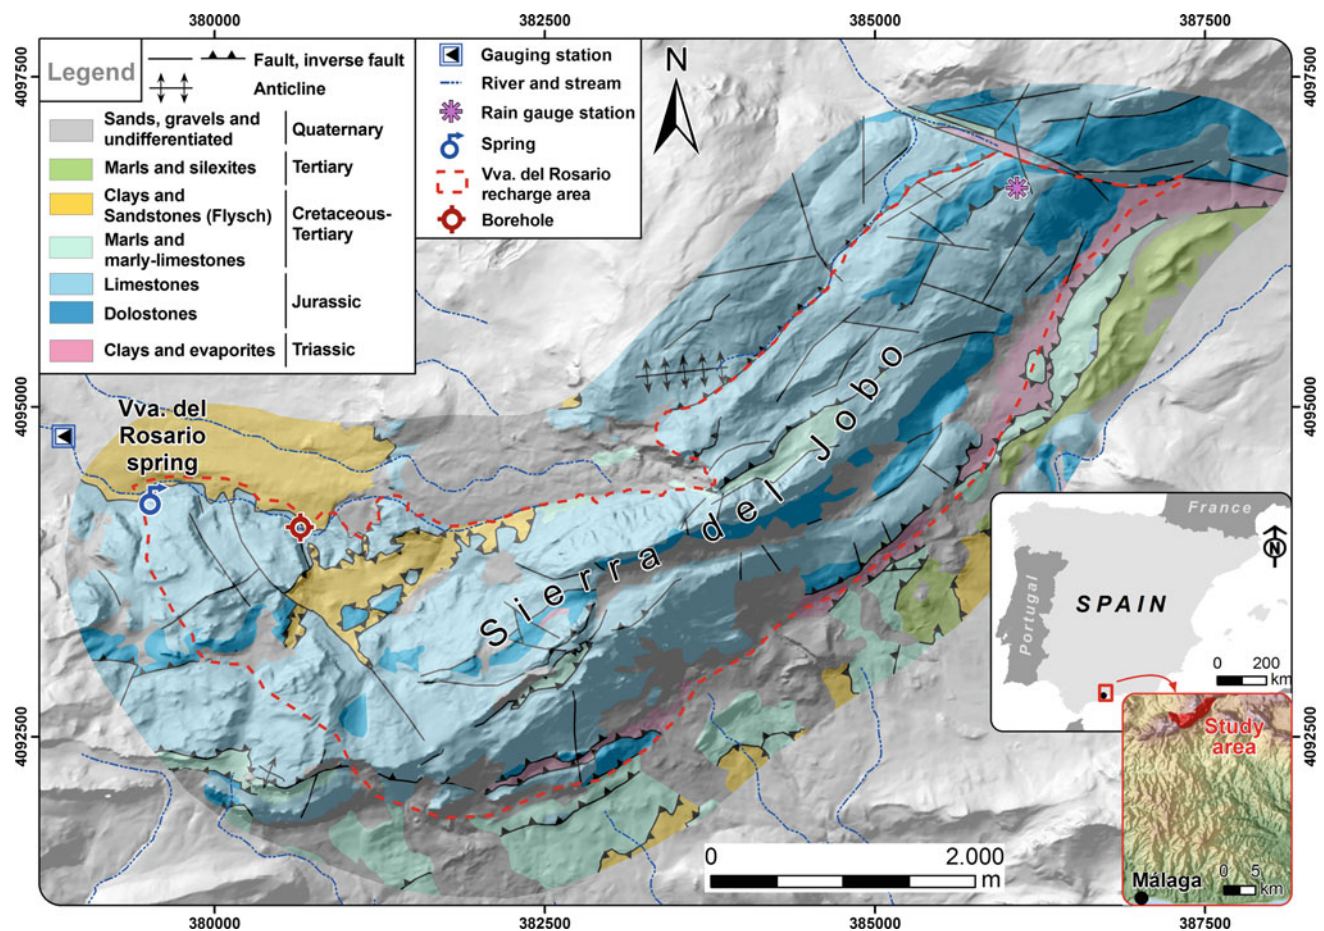 380000
382500
385000
387500
4097500
4095000
4092500
4097500
4095000
4092500
380000
382500
385000
387500
Legend
Fault, inverse fault
Anticline
Sands, gravels and
undifferentiated
Quaternary
Marls and silexites
Tertiary
Clays and
Sandstones (Flysch)
Cretaceous-
Tertiary
Marls and
marly-limestones
Limestones
Jurassic
Dolostones
Clays and evaporites
Triassic
Gauging station
River and stream
Rain gauge station
Spring
Vva. del Rosario
recharge area
Borehole
N
Vva. del
Rosario
spring
Sierra del Jobo
France
N
Portugal
SPAIN
0 200
km
Study
area
Málaga
0 5
km
0 2.000
m